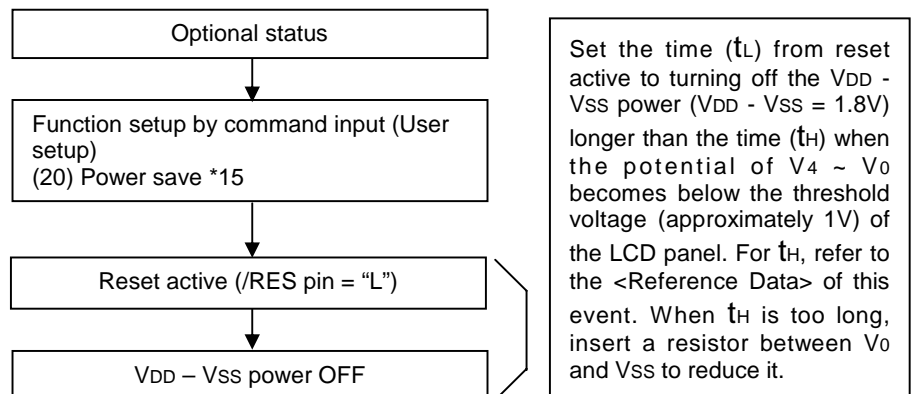 Optional status
Function setup by command input (User
setup)
(20) Power save *15
Reset active (/RES pin = “L”)
VDD – VSS power OFF
Set the time (tL) from reset
active to turning off the VDD -
VSS power (VDD - VSS = 1.8V)
longer than the time (tH) when
the potential of V4 ~ V0
becomes below the threshold
voltage (approximately 1V) of
the LCD panel. For tH, refer to
the <Reference Data> of this
event. When tH is too long,
insert a resistor between V0
and VSS to reduce it.